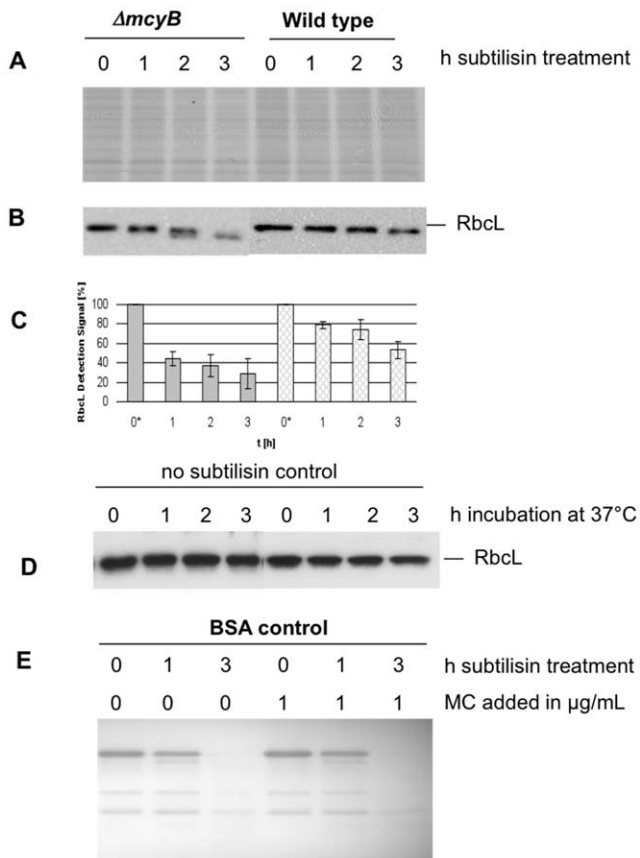 ΔmcyB Wild type
A 0 1 2 3 0 1 2 3 h subtilisin treatment
B RbcL
C
RbcL Detection Signal [%]
100
80
60
40
20
0
0* 1 2 3 0* 1 2 3
t [h]
no subtilisin control
0 1 2 3 0 1 2 3 h incubation at 37°C
D RbcL
BSA control
E 0 1 3 0 1 3 h subtilisin treatment
0 0 0 1 1 1 MC added in µg/mL